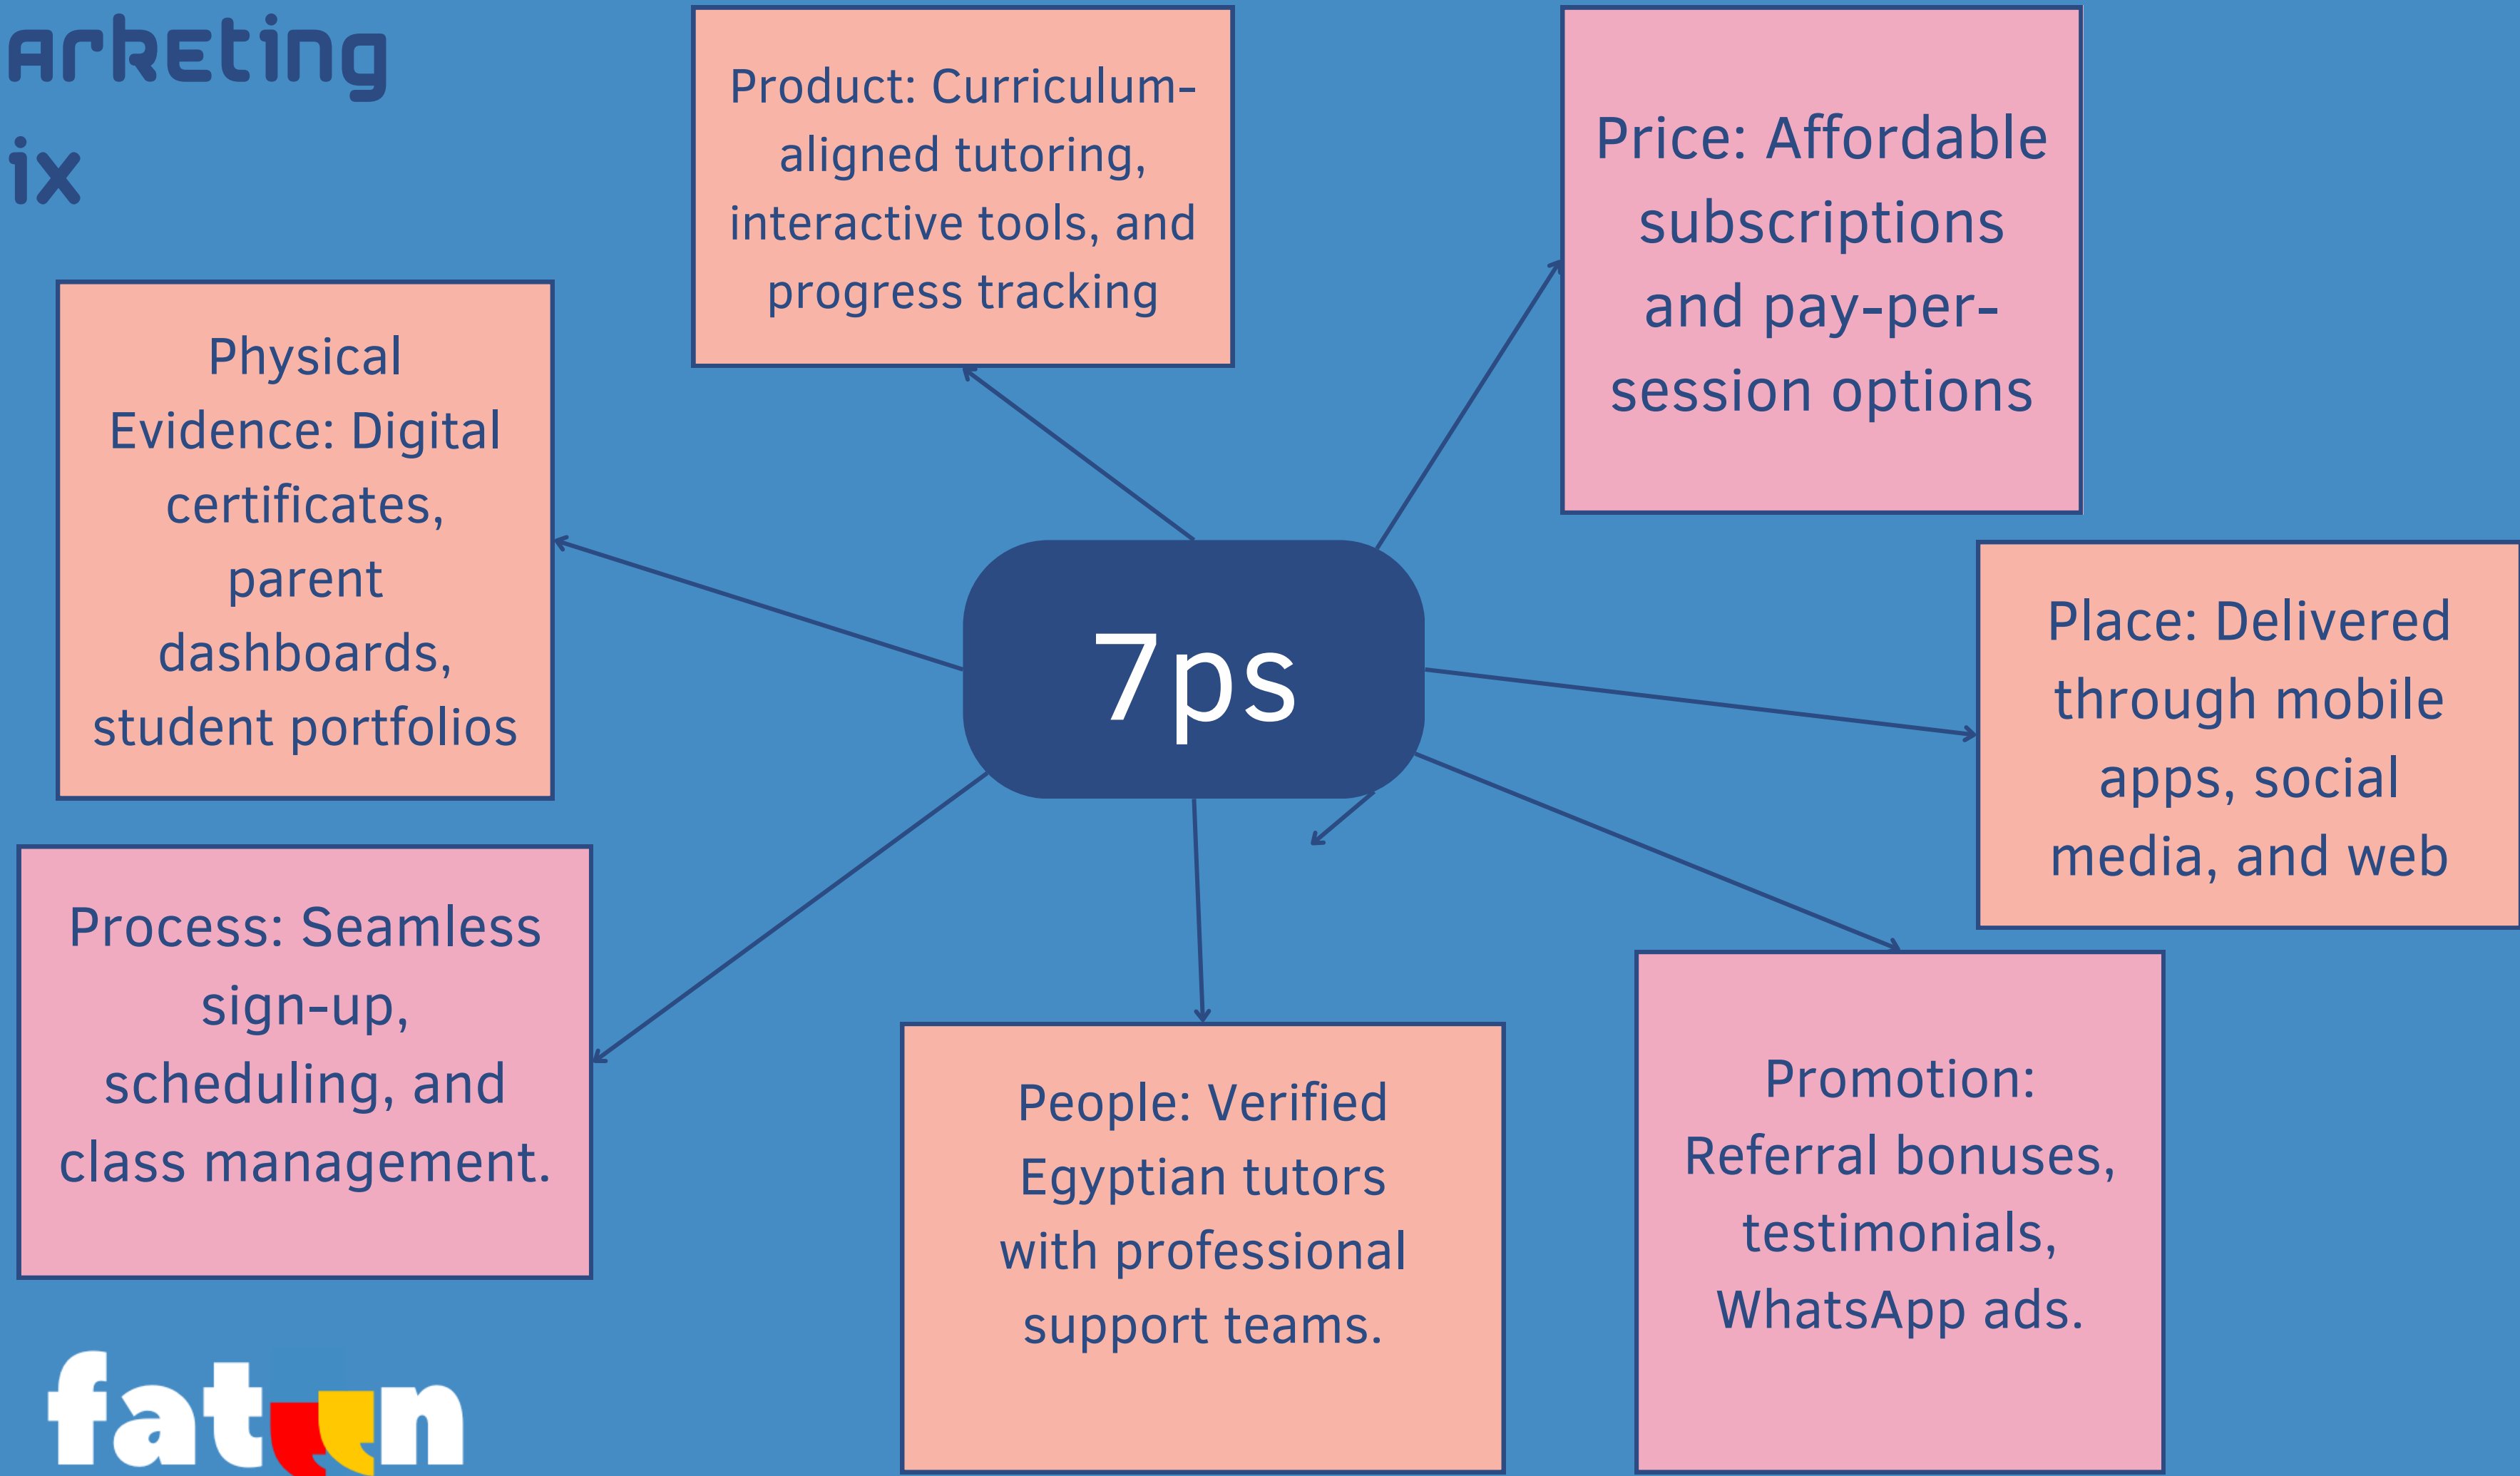 arketing
ix
Product: Curriculum-
aligned tutoring,
interactive tools, and
progress tracking
Price: Affordable
subscriptions
and pay-per-
session options
Physical
Evidence: Digital
certificates,
parent
dashboards,
student portfolios
7ps
Place: Delivered
through mobile
apps, social
media, and web
Process: Seamless
sign-up,
scheduling, and
class management.
People: Verified
Egyptian tutors
with professional
support teams.
Promotion:
Referral bonuses,
testimonials,
WhatsApp ads.